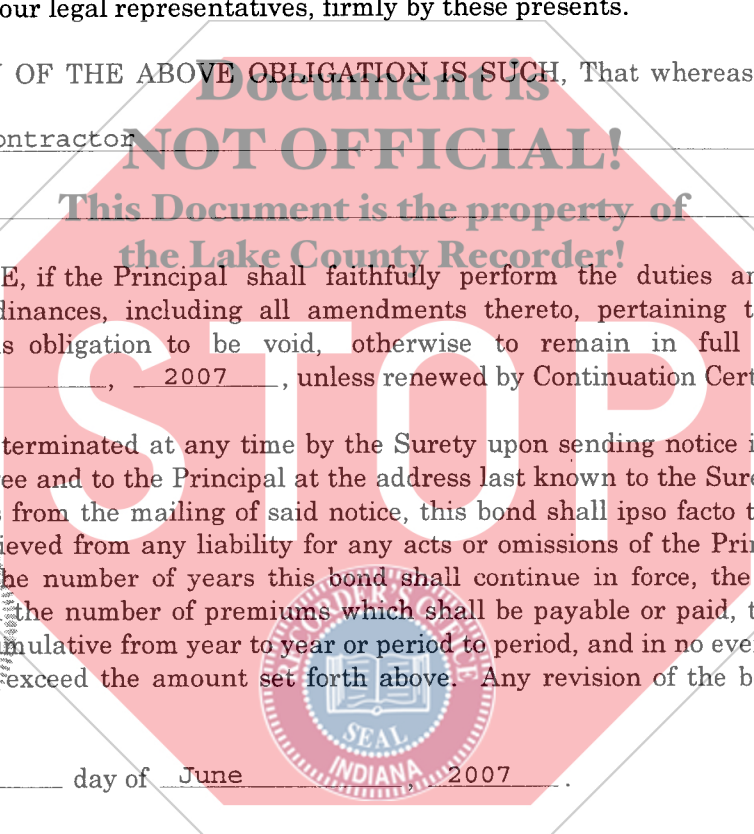 our legal representatives, firmly by these presents.
OF THE ABOVE OBLIGATION IS SUCH, That whereas
Document is
ontractor
NOT OFFICIAL!
This Document is the property of
the Lake County Recorder!
E, if the Principal shall faithfully perform the duties an
dinances, including all amendments thereto, pertaining t
s obligation to be void, otherwise to remain in full
, 2007 , unless renewed by Continuation Cert
STOP
terminated at any time by the Surety upon sending notice i
ee and to the Principal at the address last known to the Sure
s from the mailing of said notice, this bond shall ipso facto t
ieved from any liability for any acts or omissions of the Prin
he number of years this bond shall continue in force, the
the number of premiums which shall be payable or paid, t
mulative from year to year or period to period, and in no eve
exceed the amount set forth above. Any revision of the b
RECORDER'S OFFICE
SEAL
INDIANA
day of June , 2007 .